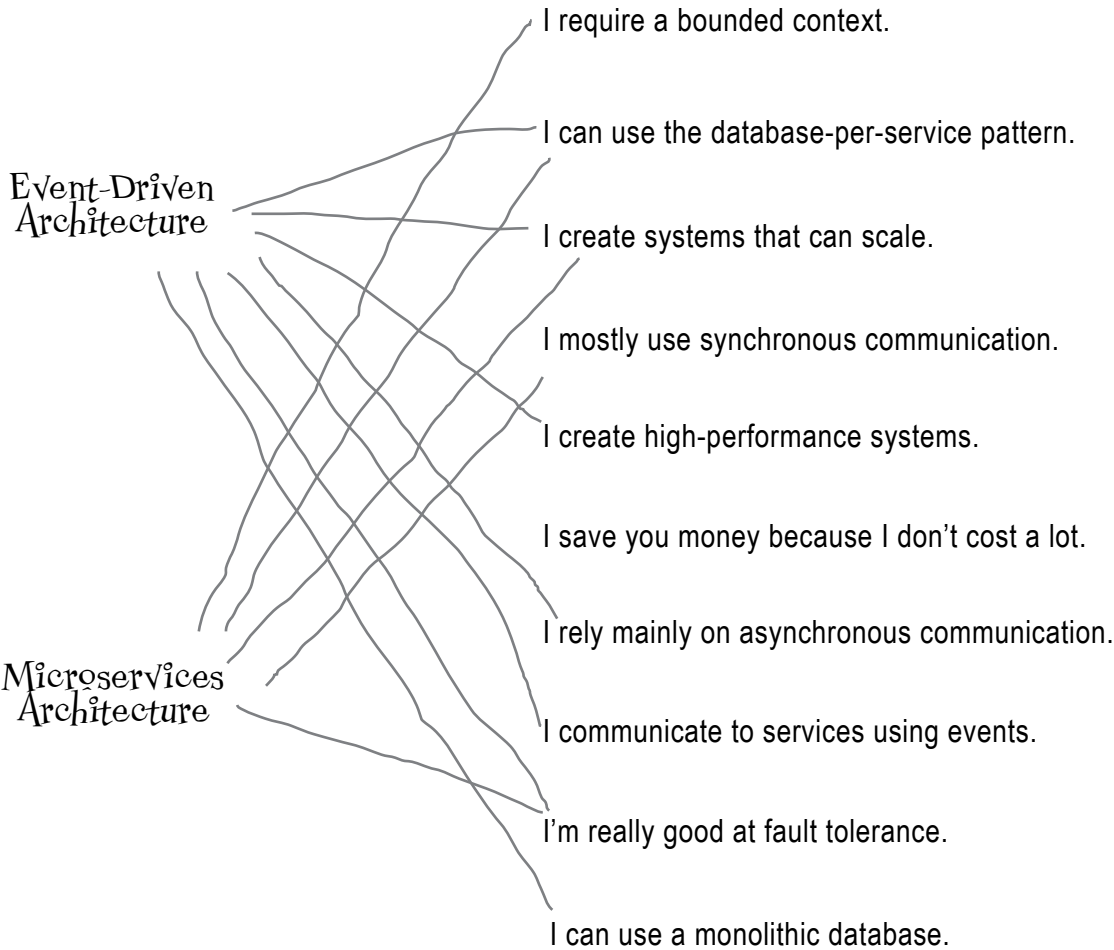 I require a bounded context.
I can use the database-per-service pattern.
Event-Driven
Architecture
I create systems that can scale.
I mostly use synchronous communication.
I create high-performance systems.
I save you money because I don’t cost a lot.
I rely mainly on asynchronous communication.
Microservices
Architecture
I communicate to services using events.
I’m really good at fault tolerance.
I can use a monolithic database.